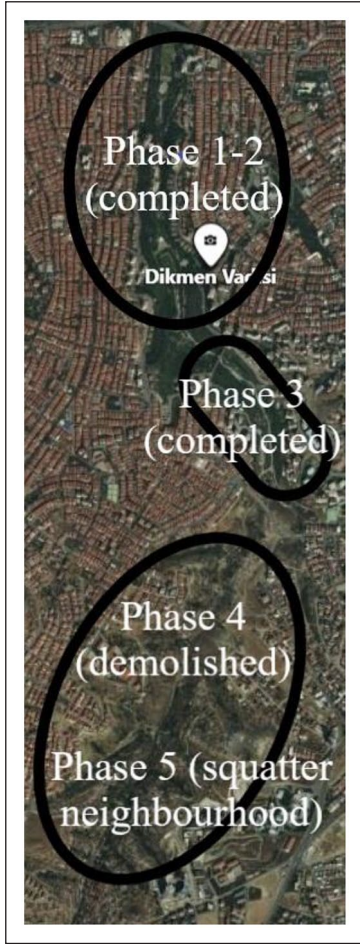 Phase 1-2
(completed)
Dikmen Vadisi
Phase 3
(completed)
Phase 4
(demolished)
Phase 5 (squatter
neighbourhood)